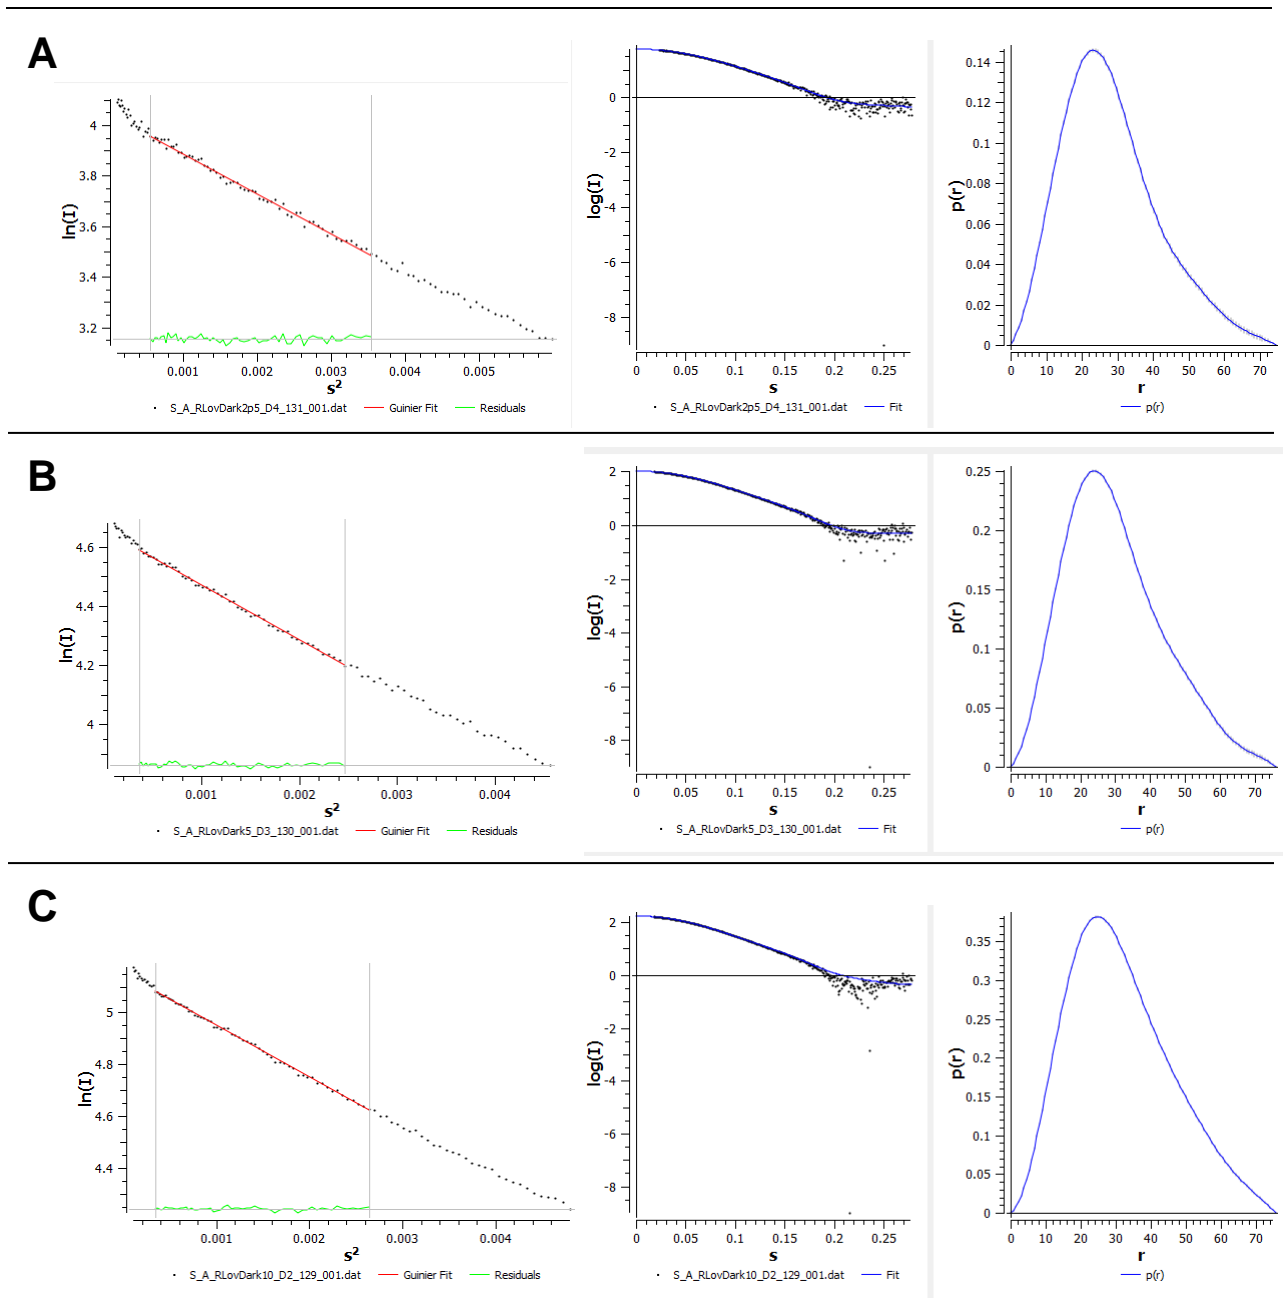 A
ln(I)
4
3.8
3.6
3.4
3.2
0.001 0.002 0.003 0.004 0.005
s²
S_A_RLovDark2p5_D4_131_001.dat Guinier Fit Residuals
log(I)
0
-2
-4
-6
-8
0 0.05 0.1 0.15 0.2 0.25
s
S_A_RLovDark2p5_D4_131_001.dat Fit
p(r)
0.14
0.12
0.1
0.08
0.06
0.04
0.02
0
0 10 20 30 40 50 60 70
r
p(r)
B
ln(I)
4.6
4.4
4.2
4
0.001 0.002 0.003 0.004
s²
S_A_RLovDark5_D3_130_001.dat Guinier Fit Residuals
log(I)
2
0
-2
-4
-6
-8
0 0.05 0.1 0.15 0.2 0.25
s
S_A_RLovDark5_D3_130_001.dat Fit
p(r)
0.25
0.2
0.15
0.1
0.05
0
0 10 20 30 40 50 60 70
r
p(r)
C
ln(I)
5
4.8
4.6
4.4
0.001 0.002 0.003 0.004
s²
S_A_RLovDark10_D2_129_001.dat Guinier Fit Residuals
log(I)
2
0
-2
-4
-6
-8
0 0.05 0.1 0.15 0.2 0.25
s
S_A_RLovDark10_D2_129_001.dat Fit
p(r)
0.35
0.3
0.25
0.2
0.15
0.1
0.05
0
0 10 20 30 40 50 60 70
r
p(r)